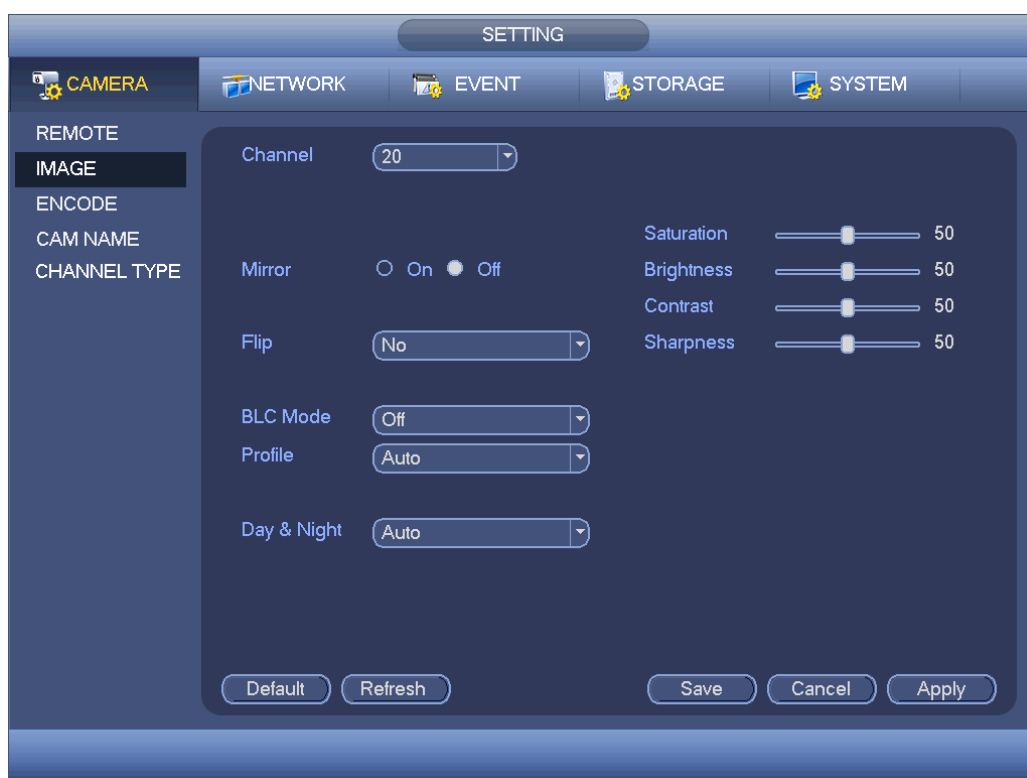 SETTING
CAMERA NETWORK EVENT STORAGE SYSTEM
REMOTE
IMAGE
ENCODE
CAM NAME
CHANNEL TYPE
Channel 20
Saturation 50
Mirror On Off Brightness 50
Contrast 50
Flip No Sharpness 50
BLC Mode Off
Profile Auto
Day & Night Auto
Default Refresh Save Cancel Apply